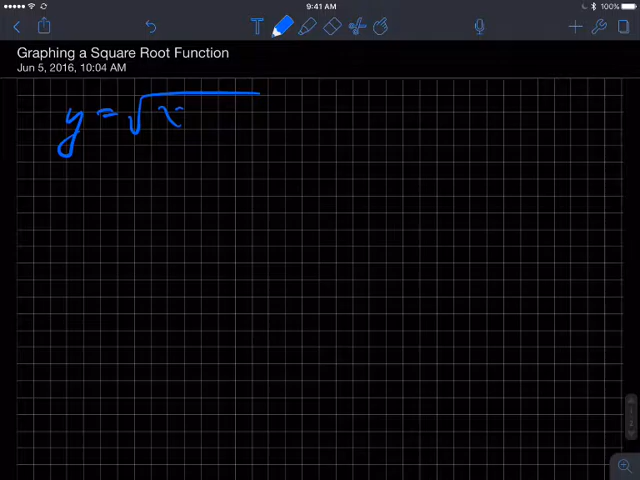 9:41 AM
100%
T
Graphing a Square Root Function
Jun 5, 2016, 10:04 AM
y = √x